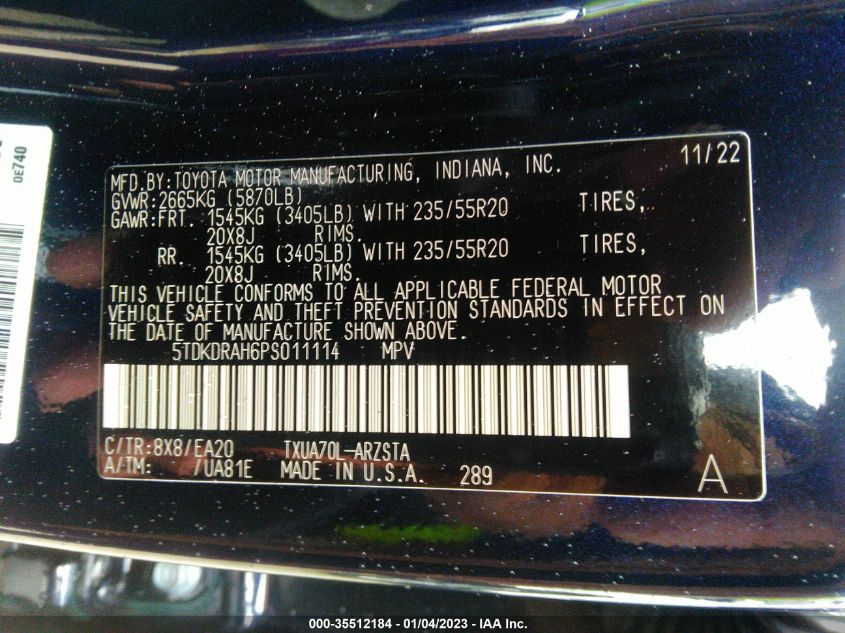 0E740
MFD.BY:TOYOTA MOTOR MANUFACTURING, INDIANA, INC. 11/22
GVWR:2665KG (5870LB)
GAWR:FRT. 1545KG (3405LB) WITH 235/55R20 TIRES,
20X8J RIMS.
RR. 1545KG (3405LB) WITH 235/55R20 TIRES,
20X8J RIMS.
THIS VEHICLE CONFORMS TO ALL APPLICABLE FEDERAL MOTOR
VEHICLE SAFETY AND THEFT PREVENTION STANDARDS IN EFFECT ON
THE DATE OF MANUFACTURE SHOWN ABOVE.
5TDKDRAH6PS011114 MPV
C/TR:8X8/EA20 TXUA70L-ARZSTA
A/TM: /UA81E MADE IN U.S.A. 289 A
000-35512184 - 01/04/2023 - IAA Inc.